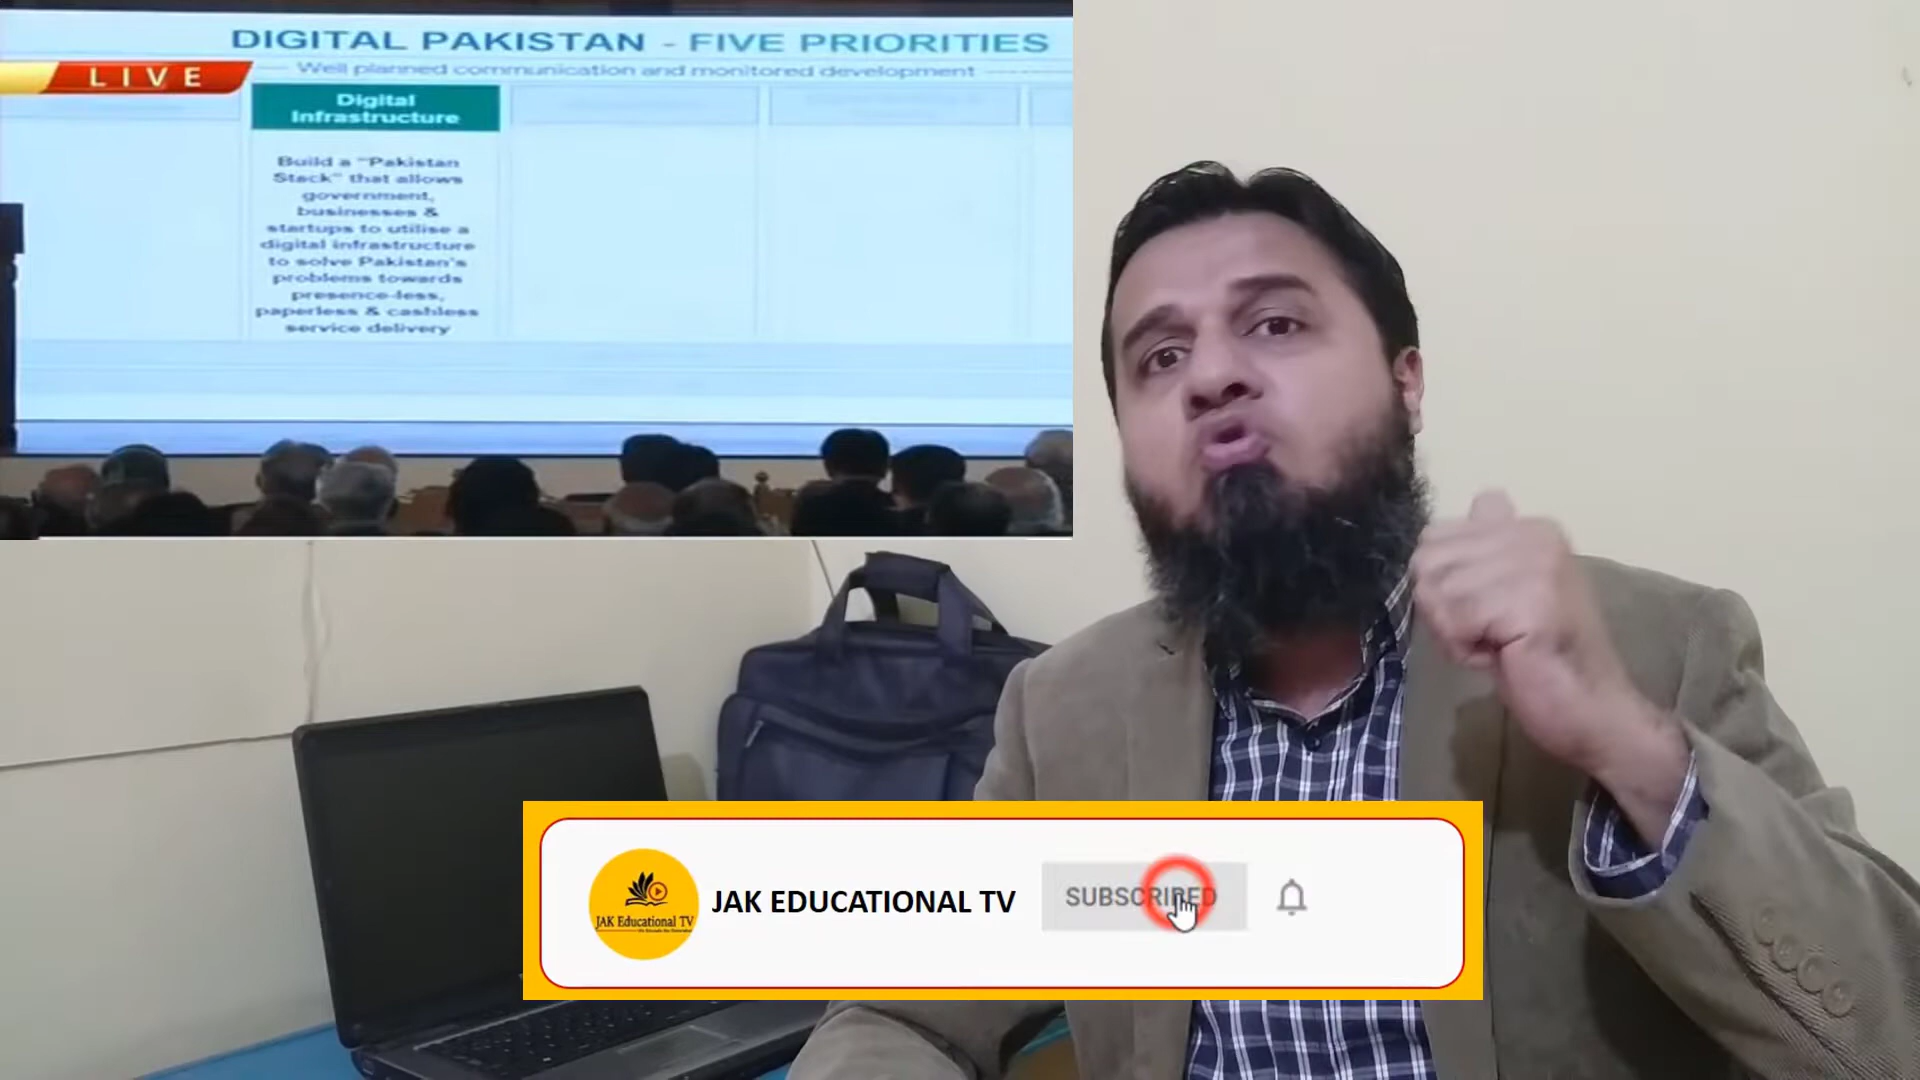 DIGITAL PAKISTAN - FIVE PRIORITIES
Well planned communication and monitored development
LIVE
Digital
Infrastructure
Build a "Pakistan
Stack" that allows
government,
businesses &
startups to utilise a
digital infrastructure
to solve Pakistan's
problems towards
presence-less,
paperless & cashless
service delivery
JAK Educational TV
JAK EDUCATIONAL TV
SUBSCRIBED